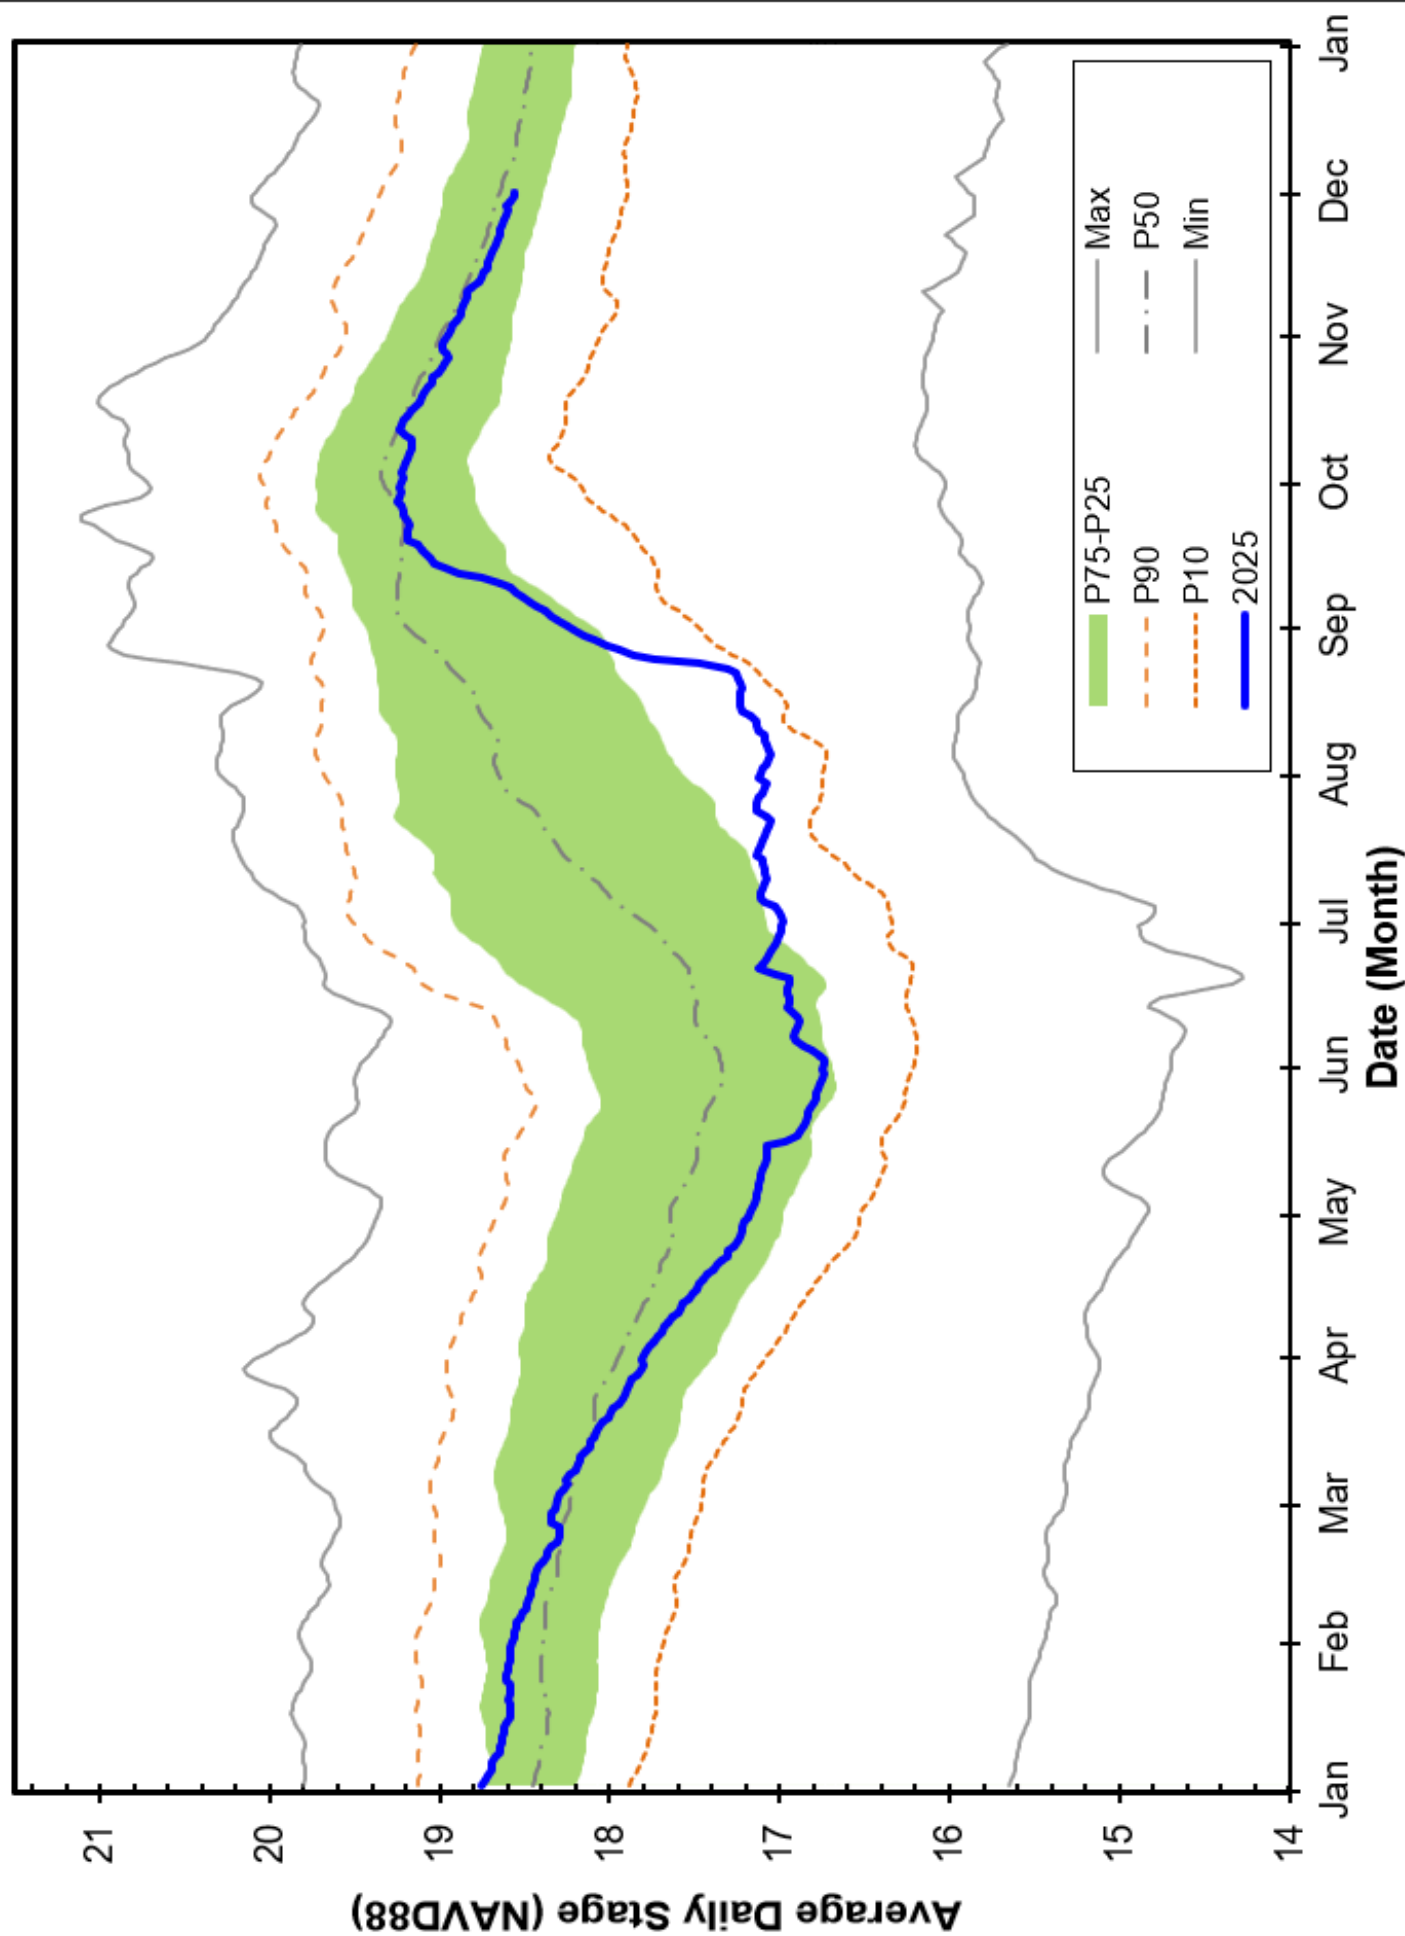 Average Daily Stage (NAVD88)
21
20
19
18
17
16
15
14
Jan Feb Mar Apr May Jun Jul Aug Sep Oct Nov Dec Jan
Date (Month)
P75-P25 Max
P90 P50
P10 Min
2025